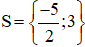 S = { -5/2 ; 3 }